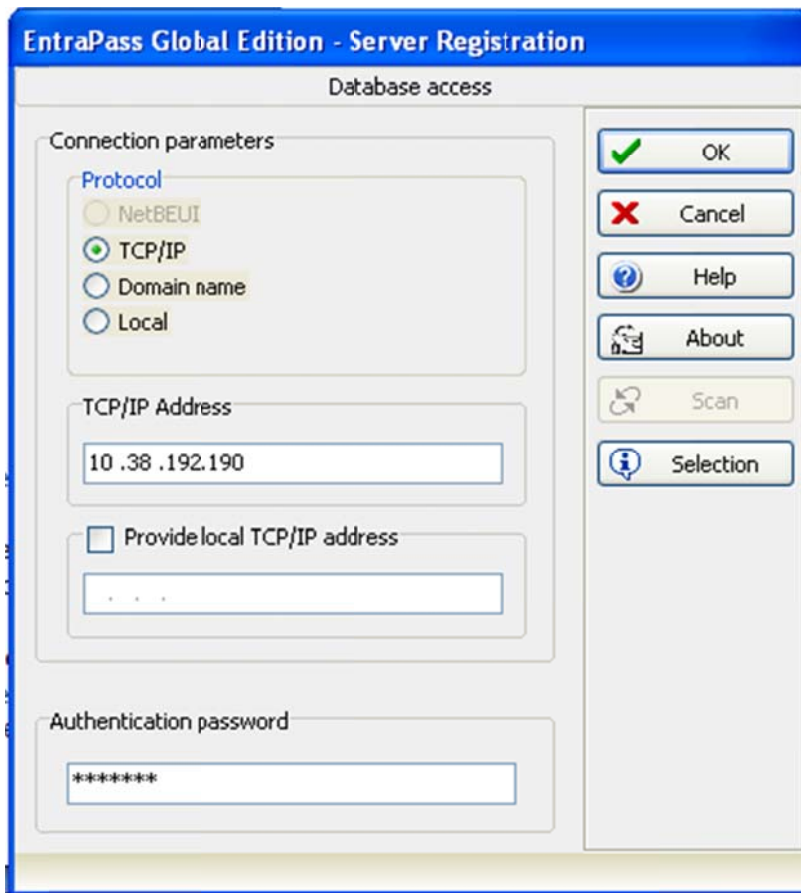 EntraPass Global Edition - Server Registration
Database access
Connection parameters
Protocol
NetBEUI
TCP/IP
Domain name
Local
TCP/IP Address
10 .38 .192.190
Provide local TCP/IP address
. . .
Authentication password
*******
OK
Cancel
Help
About
Scan
Selection